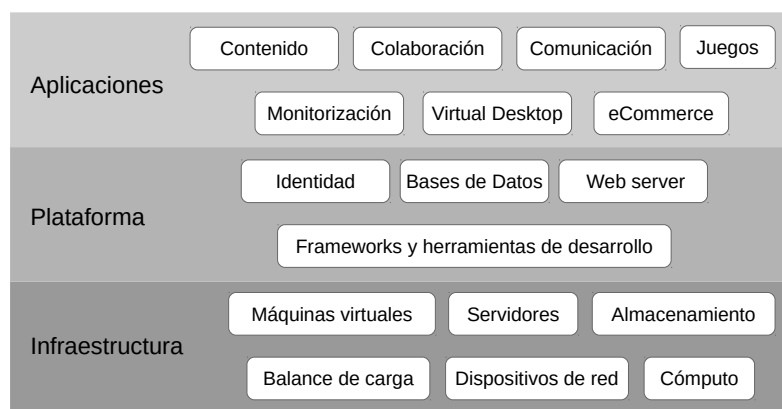 Contenido
Colaboración
Comunicación
Juegos
Aplicaciones
Monitorización
Virtual Desktop
eCommerce
Identidad
Bases de Datos
Web server
Plataforma
Frameworks y herramientas de desarrollo
Máquinas virtuales
Servidores
Almacenamiento
Infraestructura
Balance de carga
Dispositivos de red
Cómputo